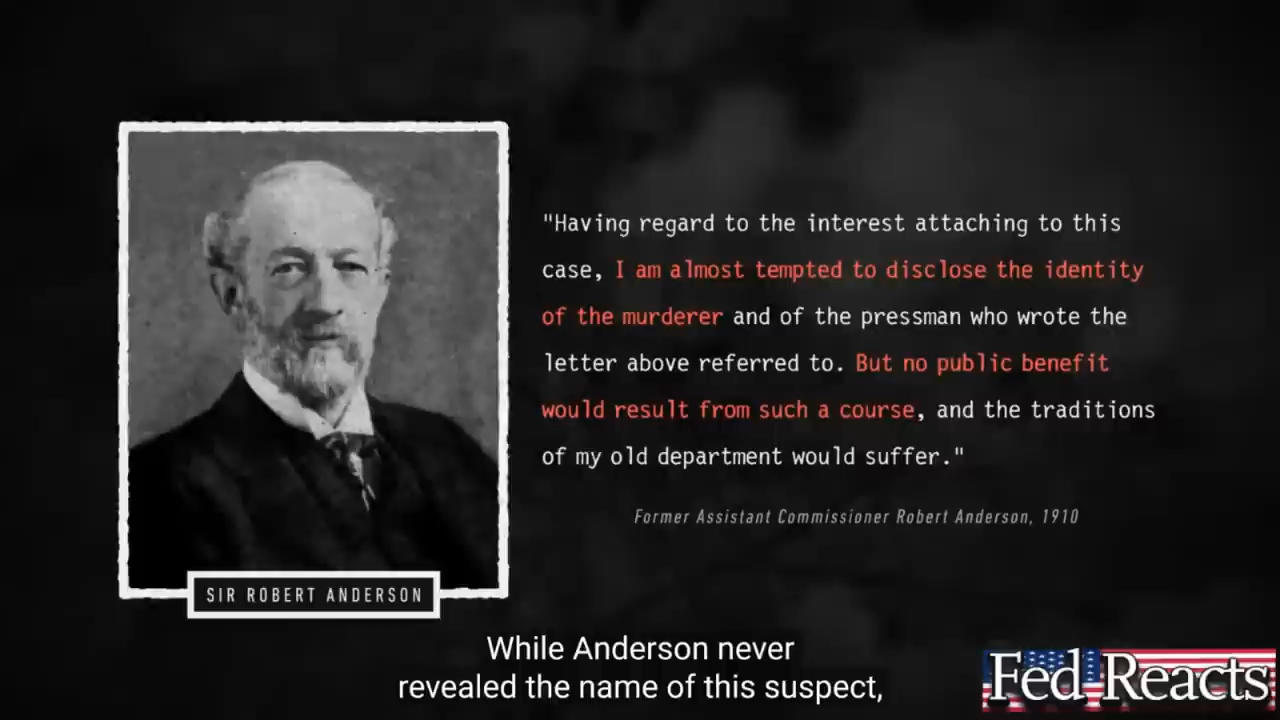 "Having regard to the interest attaching to this
case, I am almost tempted to disclose the identity
of the murderer and of the pressman who wrote the
letter above referred to. But no public benefit
would result from such a course, and the traditions
of my old department would suffer."
Former Assistant Commissioner Robert Anderson, 1910
SIR ROBERT ANDERSON
While Anderson never
revealed the name of this suspect,
Fed Reacts